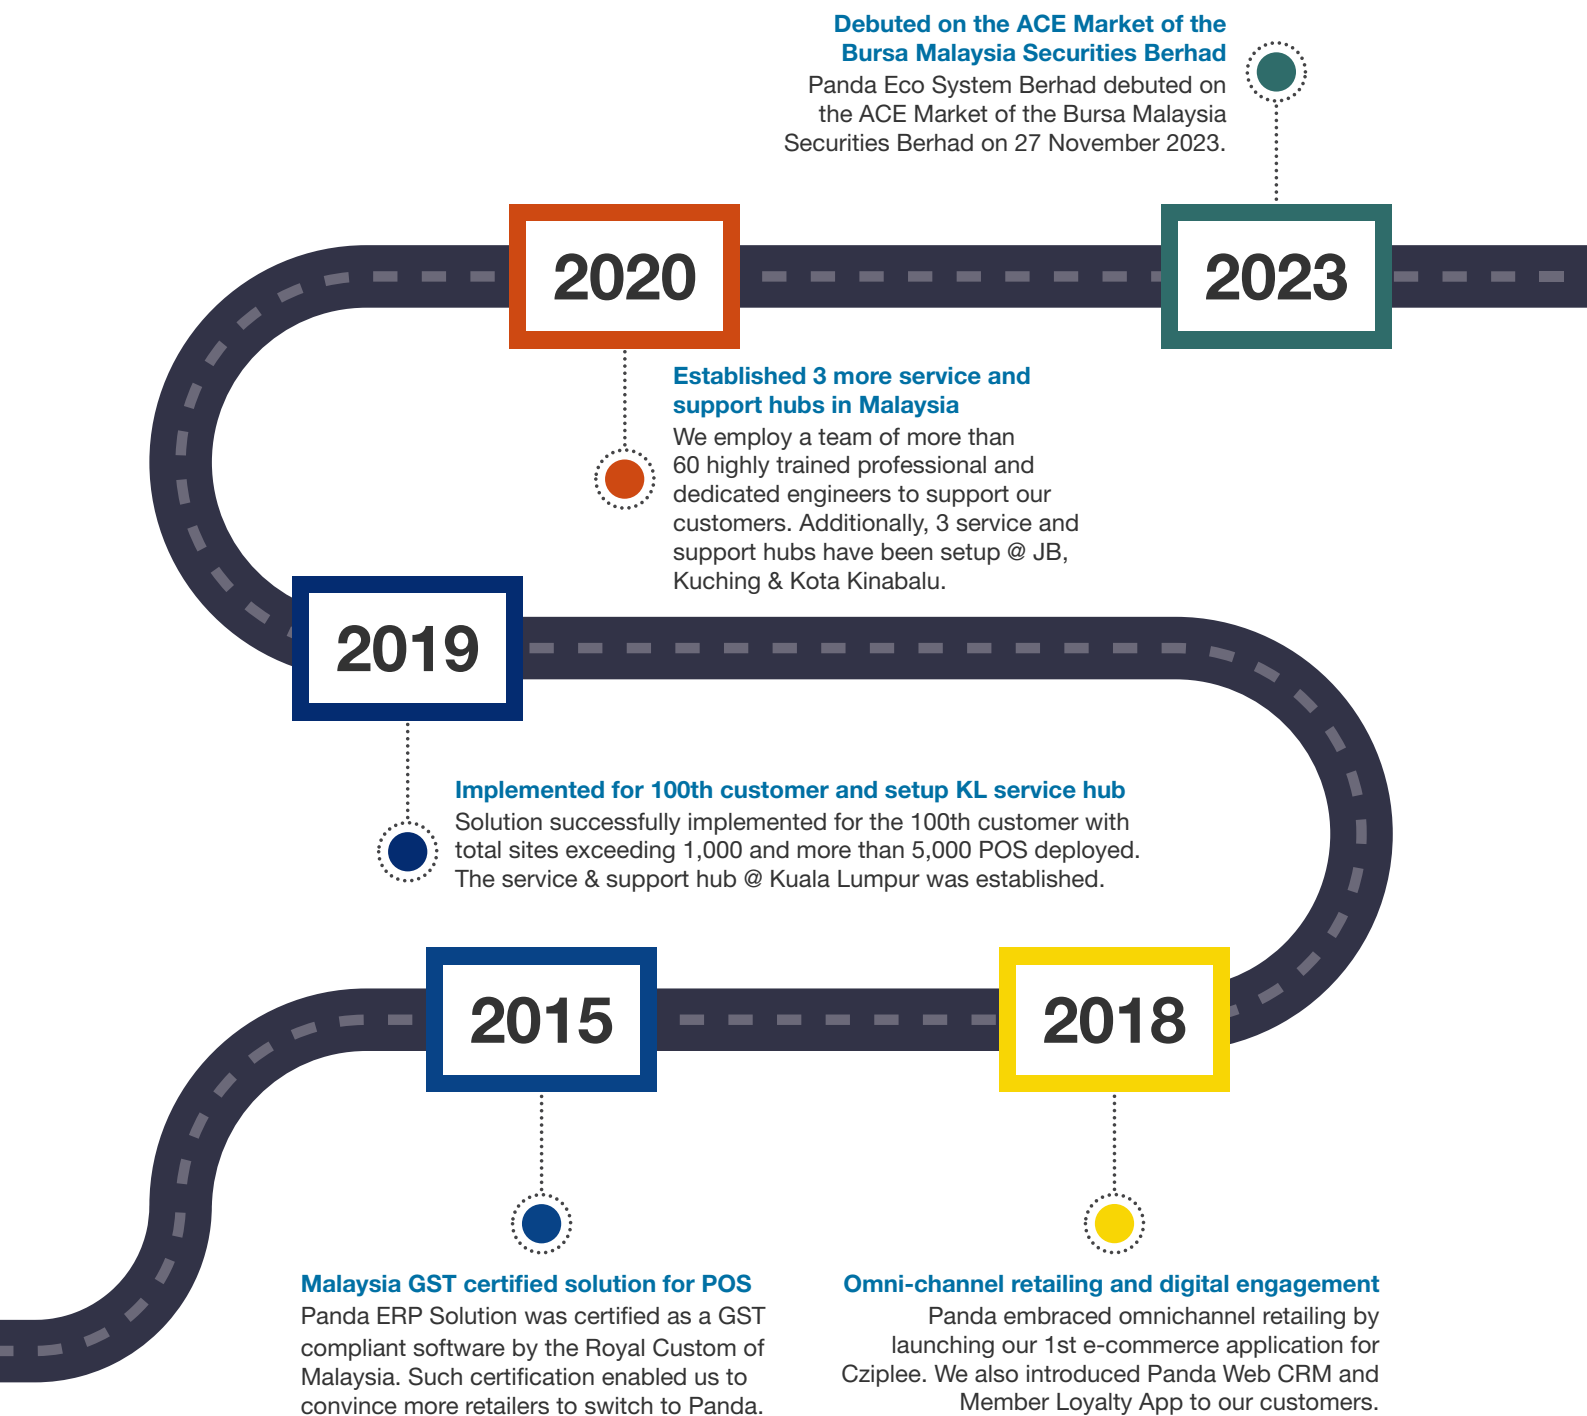 Debuted on the ACE Market of the
Bursa Malaysia Securities Berhad
Panda Eco System Berhad debuted on
the ACE Market of the Bursa Malaysia
Securities Berhad on 27 November 2023.
2020
2023
Established 3 more service and
support hubs in Malaysia
We employ a team of more than
60 highly trained professional and
dedicated engineers to support our
customers. Additionally, 3 service and
support hubs have been setup @ JB,
Kuching & Kota Kinabalu.
2019
Implemented for 100th customer and setup KL service hub
Solution successfully implemented for the 100th customer with
total sites exceeding 1,000 and more than 5,000 POS deployed.
The service & support hub @ Kuala Lumpur was established.
2015
2018
Malaysia GST certified solution for POS
Panda ERP Solution was certified as a GST
compliant software by the Royal Custom of
Malaysia. Such certification enabled us to
convince more retailers to switch to Panda.
Omni-channel retailing and digital engagement
Panda embraced omnichannel retailing by
launching our 1st e-commerce application for
Cziplee. We also introduced Panda Web CRM and
Member Loyalty App to our customers.